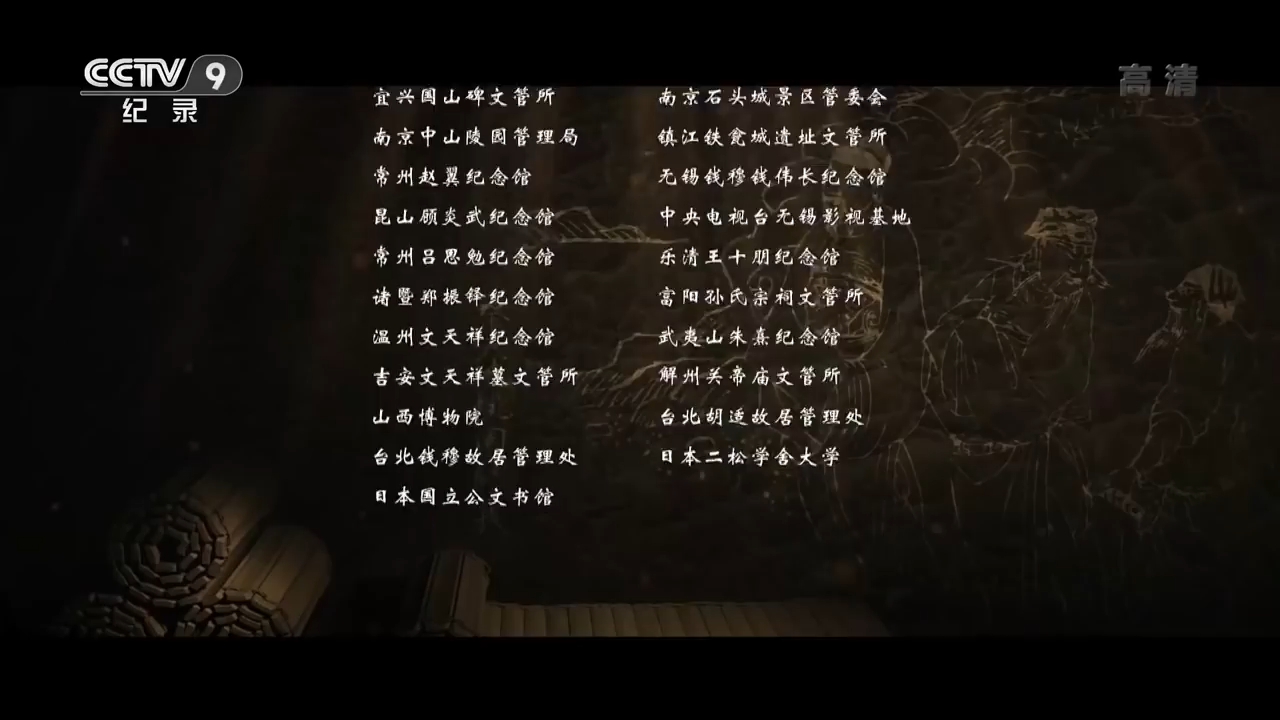 CCTV 9
纪录
高清
宜兴国山碑文管所
南京石头城景区管委会
南京中山陵园管理局
镇江铁瓮城遗址文管所
常州赵翼纪念馆
无锡钱穆钱伟长纪念馆
昆山顾炎武纪念馆
中央电视台无锡影视基地
常州吕思勉纪念馆
乐清王十朋纪念馆
诸暨郑振铎纪念馆
富阳孙氏宗祠文管所
温州文天祥纪念馆
武夷山朱熹纪念馆
吉安文天祥墓文管所
解州关帝庙文管所
山西博物院
台北胡适故居管理处
台北钱穆故居管理处
日本二松学舍大学
日本国立公文书馆